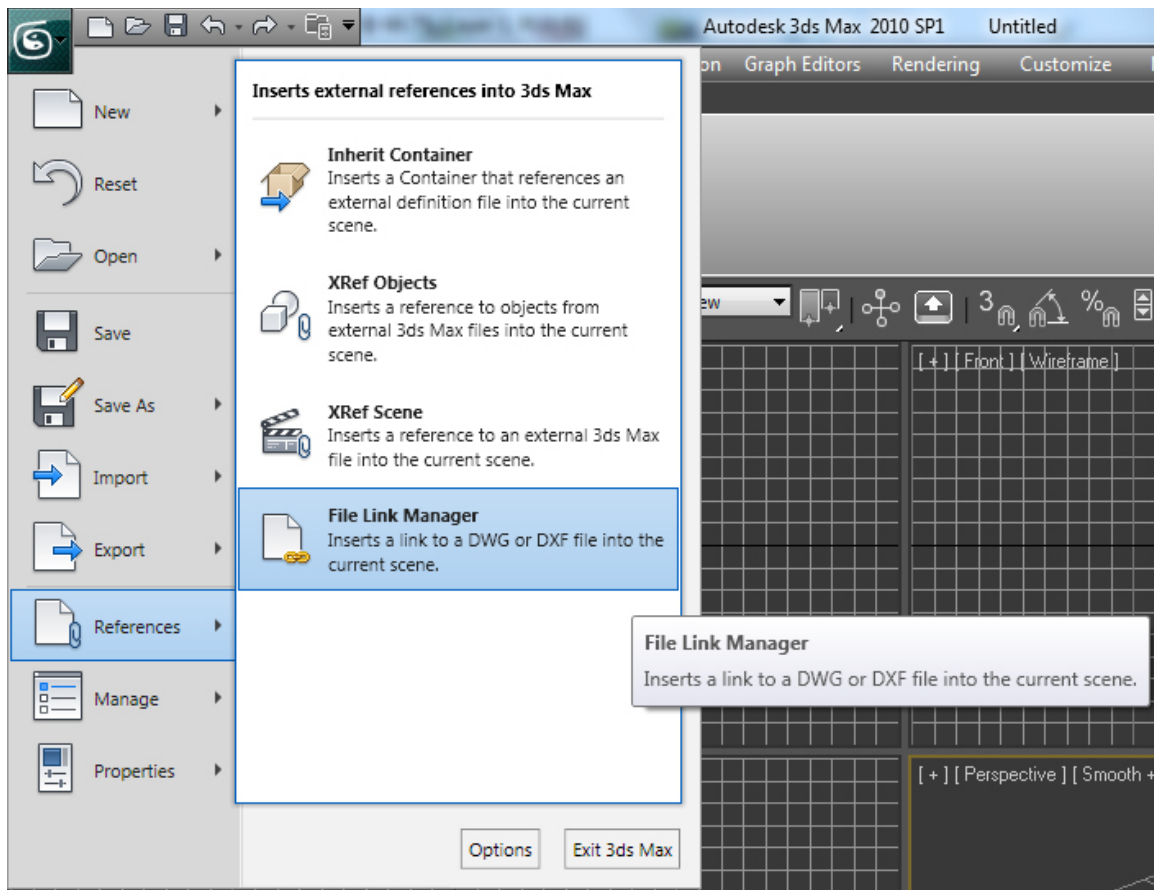 Autodesk 3ds Max 2010 SP1 Untitled
on Graph Editors Rendering Customize
New
Reset
Open
Save
Save As
Import
Export
References
Manage
Properties
Inserts external references into 3ds Max
Inherit Container
Inserts a Container that references an
external definition file into the current
scene.
XRef Objects
Inserts a reference to objects from
external 3ds Max files into the current
scene.
XRef Scene
Inserts a reference to an external 3ds Max
file into the current scene.
File Link Manager
Inserts a link to a DWG or DXF file into the
current scene.
File Link Manager
Inserts a link to a DWG or DXF file into the current scene.
Options Exit 3ds Max
ew
3 %
[ + ] [ Front ] [ Wireframe ]
[ + ] [ Perspective ] [ Smooth +